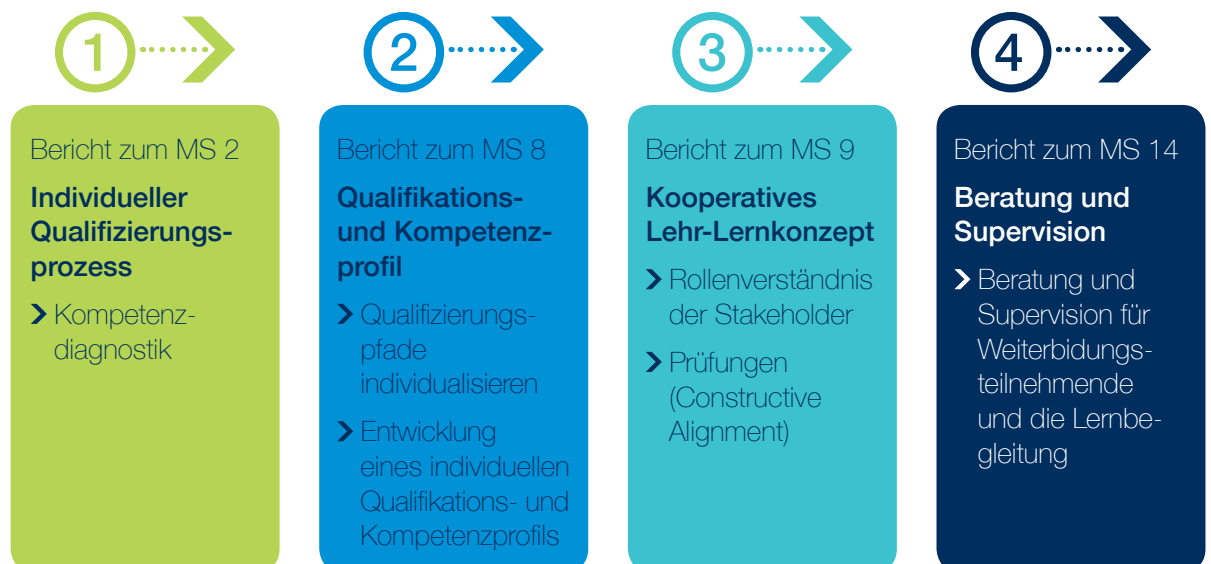 1
Bericht zum MS 2
Individueller
Qualifizierungs-
prozess
Kompetenz-
diagnostik
2
Bericht zum MS 8
Qualifikations-
und Kompetenz-
profil
Qualifizierungs-
pfade
individualisieren
Entwicklung
eines individuellen
Qualifikations- und
Kompetenzprofils
3
Bericht zum MS 9
Kooperatives
Lehr-Lernkonzept
Rollenverständnis
der Stakeholder
Prüfungen
(Constructive
Alignment)
4
Bericht zum MS 14
Beratung und
Supervision
Beratung und
Supervision für
Weiterbidungs-
teilnehmende
und die Lernbe-
gleitung